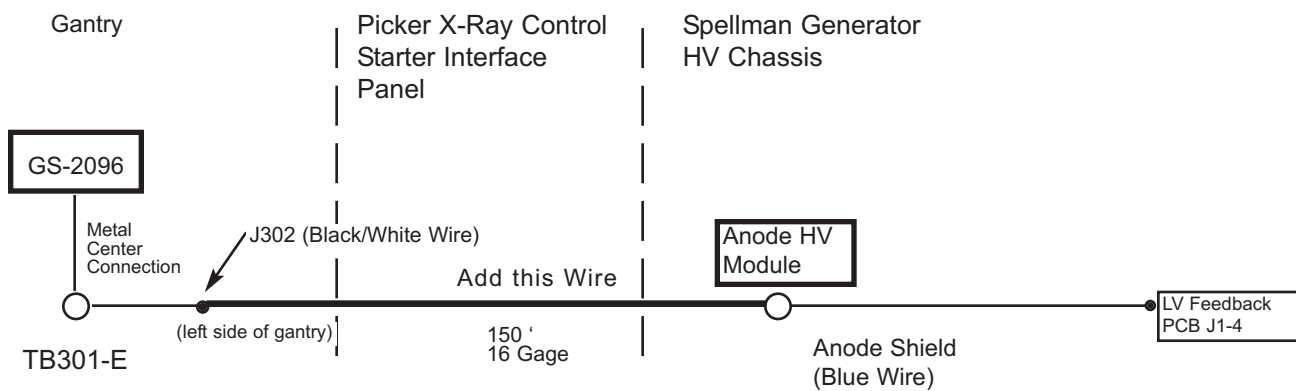 Gantry
Picker X-Ray Control
Starter Interface
Panel
Spellman Generator
HV Chassis
GS-2096
Metal
Center
Connection
J302 (Black/White Wire)
Add this Wire
Anode HV
Module
(left side of gantry)
150 ‘
16 Gage
TB301-E
Anode Shield
(Blue Wire)
LV Feedback
PCB J1-4